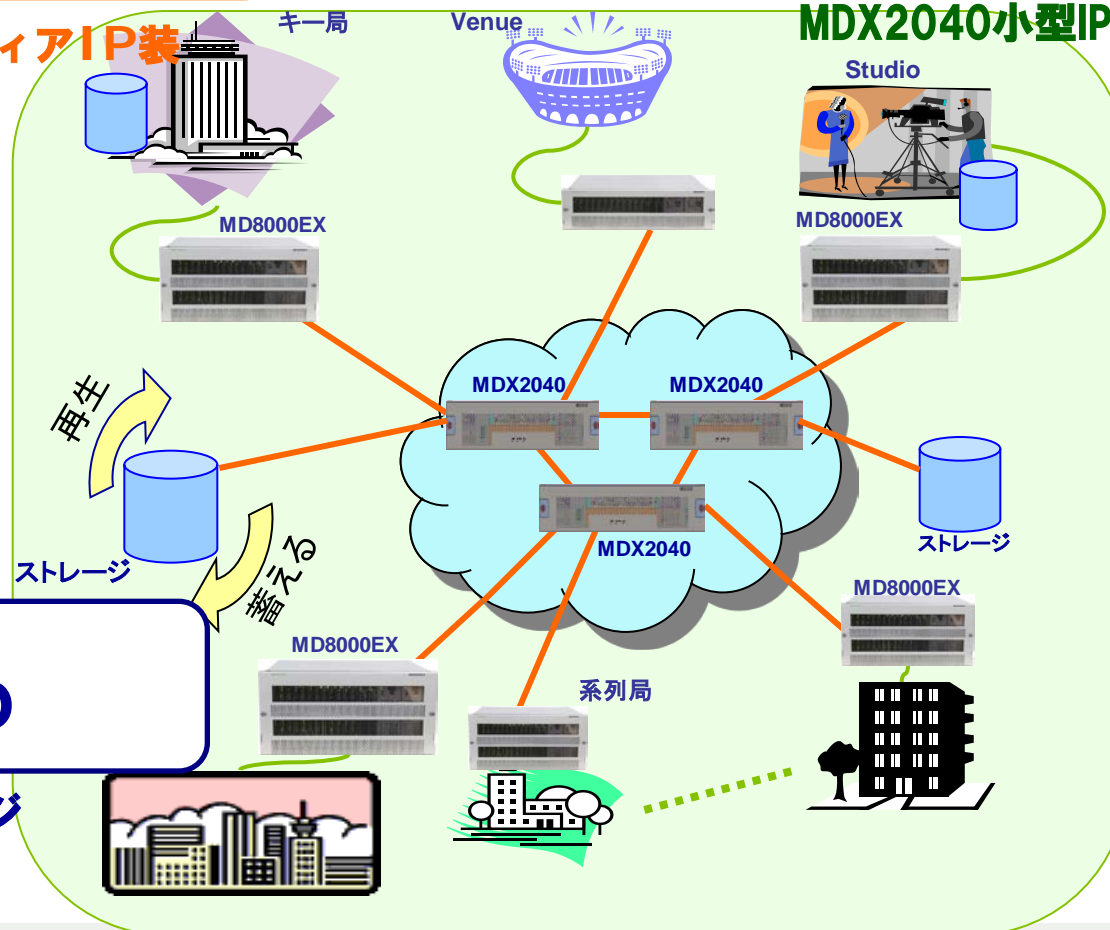 ィアIP装
キー局
Venue
MDX2040小型IP
Studio
MD8000EX
MD8000EX
MDX2040
MDX2040
再生
MDX2040
ストレージ
ストレージ
蓄える
MD8000EX
MD8000EX
系列局
ジ